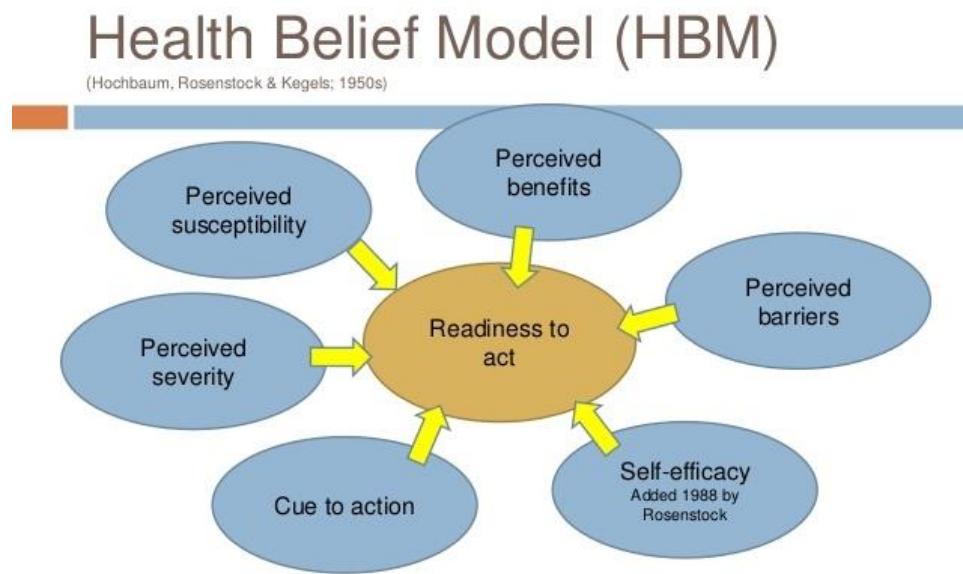 Health Belief Model (HBM)
(Hochbaum, Rosenstock & Kegels; 1950s)
Perceived
benefits
Perceived
susceptibility
Perceived
barriers
Readiness to
act
Perceived
severity
Self-efficacy
Added 1988 by
Rosenstock
Cue to action